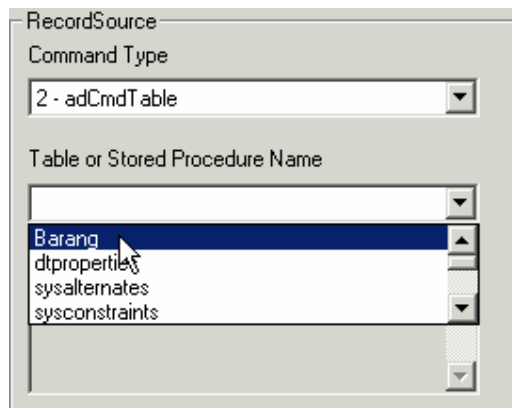 RecordSource
Command Type
2 - adCmdTable
Table or Stored Procedure Name
Barang
dtproperties
sysalternates
sysconstraints